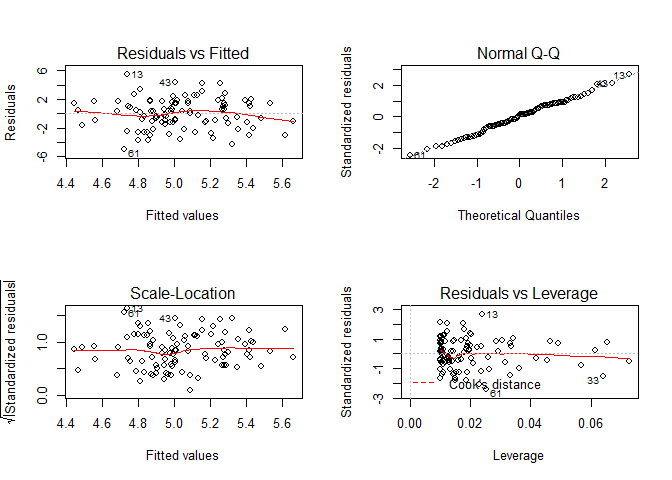 Residuals vs Fitted
Residuals
6
2
-2
-6
13
43
61
4.4 4.6 4.8 5.0 5.2 5.4 5.6
Fitted values
Normal Q-Q
Standardized residuals
2
0
-2
13
43
61
-2 -1 0 1 2
Theoretical Quantiles
Scale-Location
√|Standardized residuals|
1.0
0.0
13
61
43
4.4 4.6 4.8 5.0 5.2 5.4 5.6
Fitted values
Residuals vs Leverage
Standardized residuals
3
1
-1
-3
13
33
61
Cook's distance
0.00 0.02 0.04 0.06
Leverage